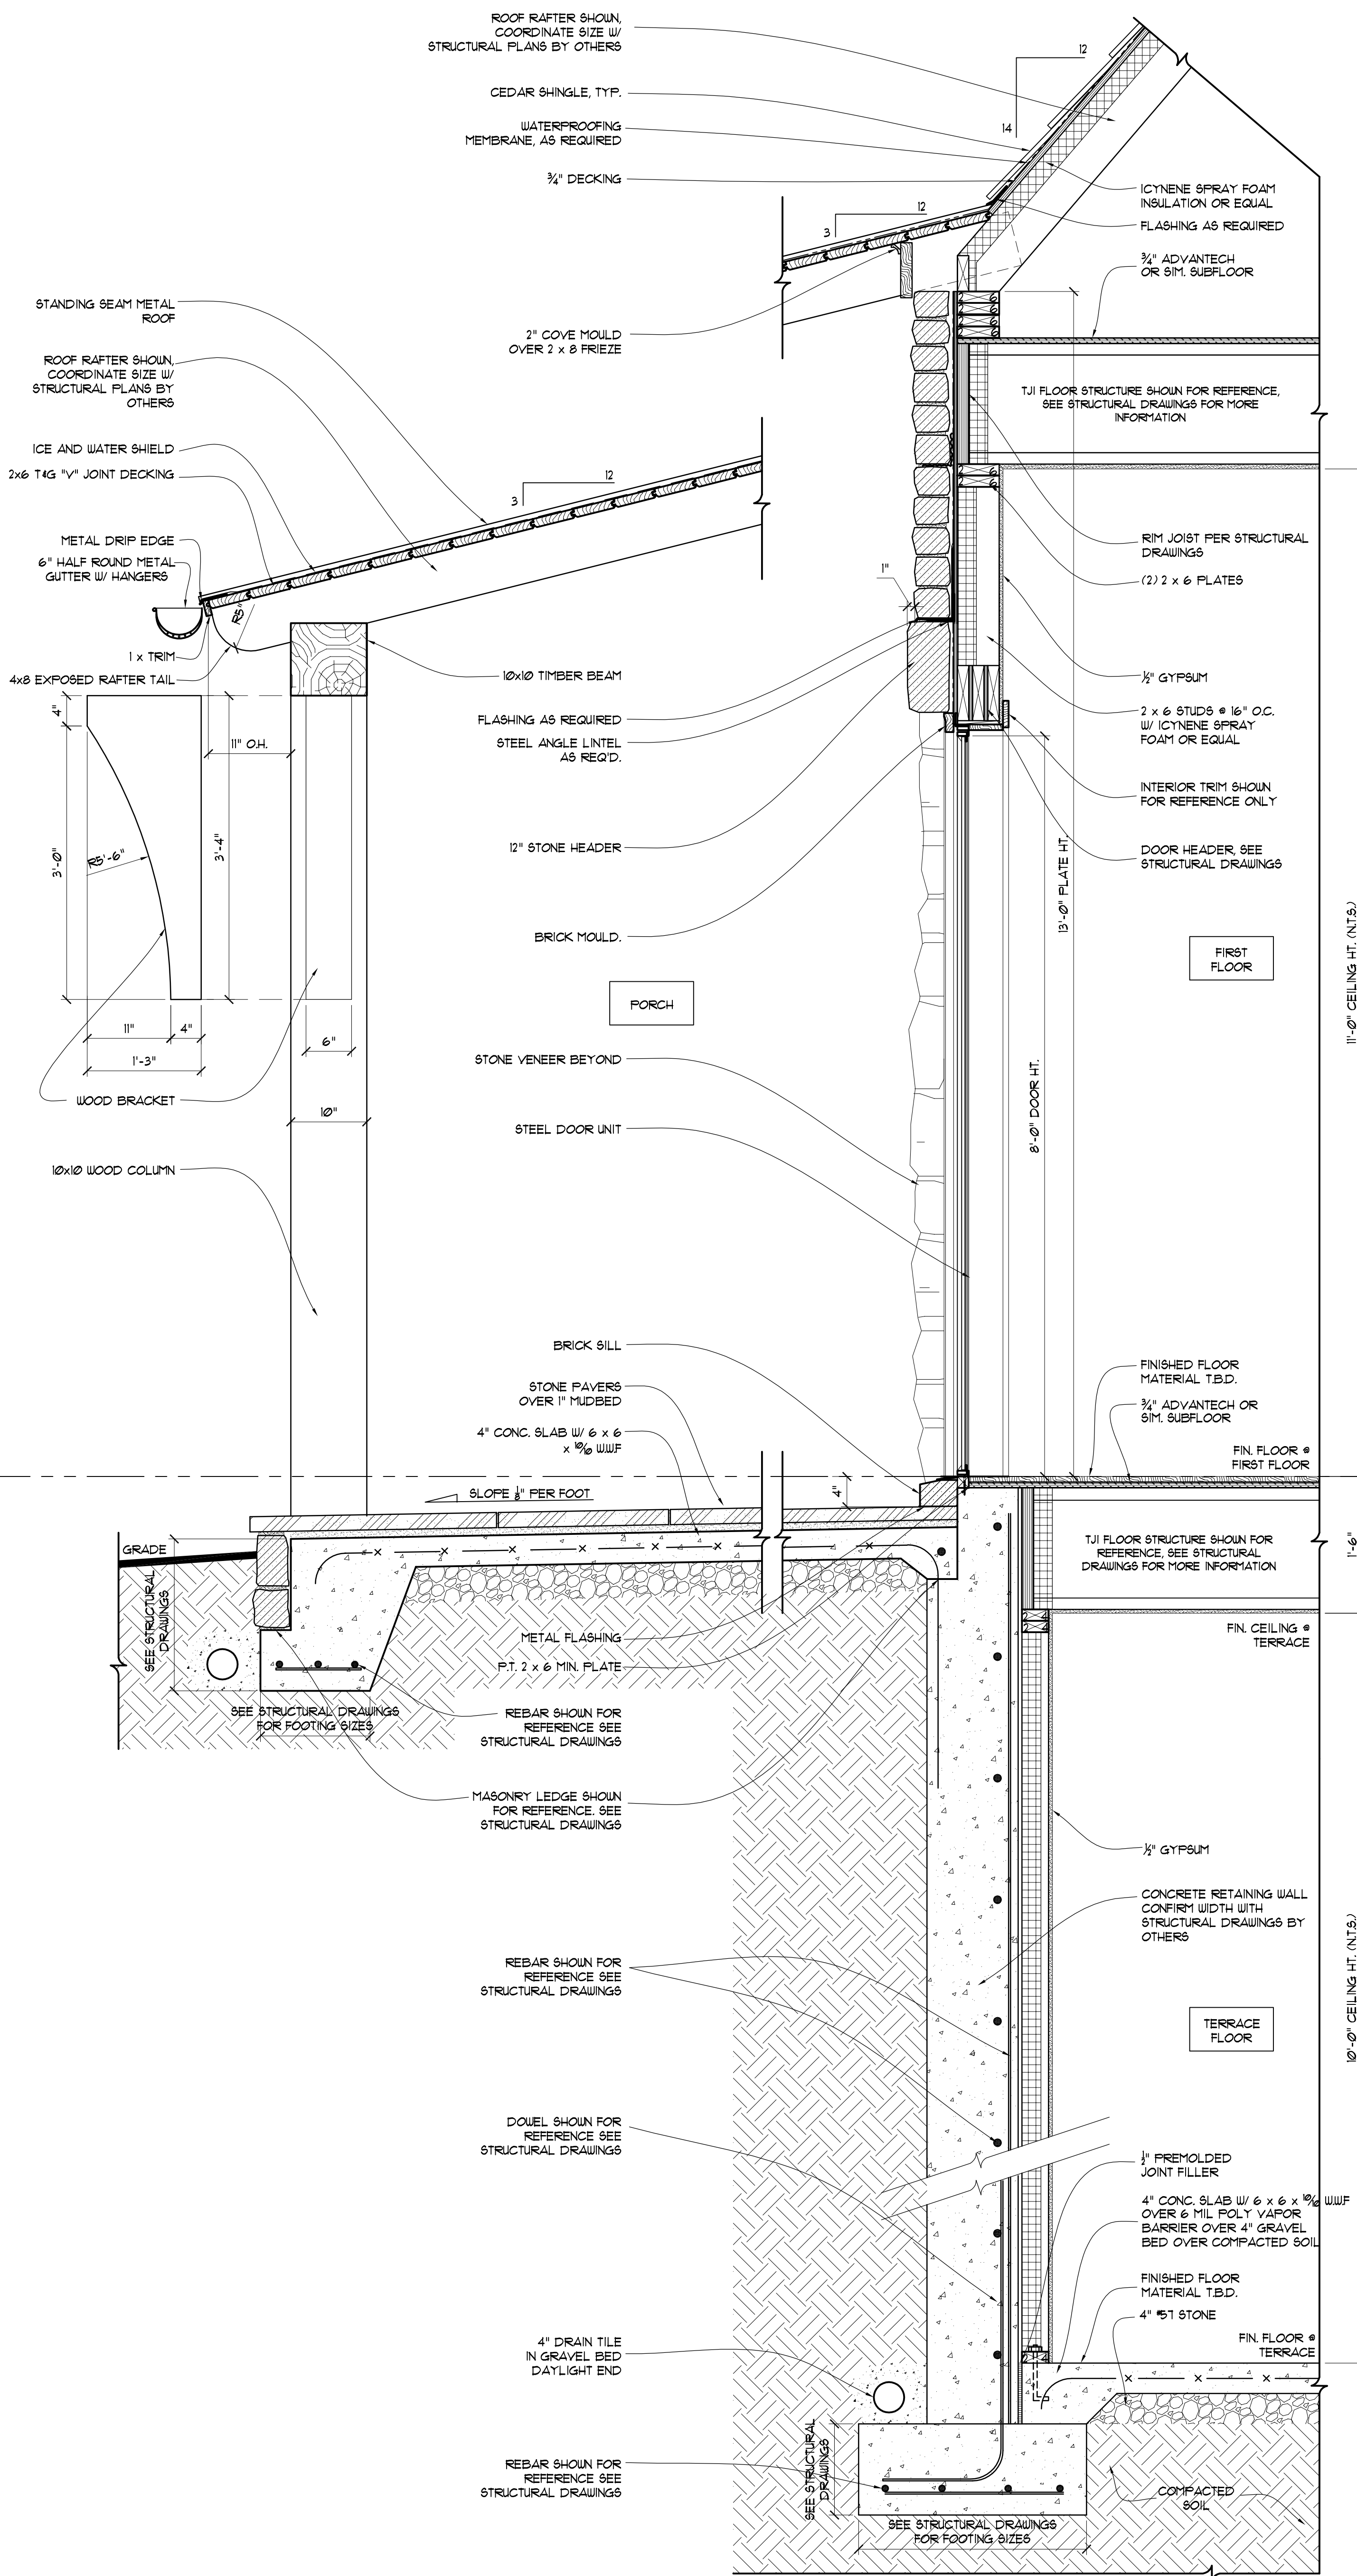 ROOF RAFTER SHOWN,
COORDINATE SIZE W/
STRUCTURAL PLANS BY OTHERS
CEDAR SHINGLE, TYP.
WATERPROOFING
MEMBRANE, AS REQUIRED
¾" DECKING
12
14
12
3
ICYNENE SPRAY FOAM
INSULATION OR EQUAL
FLASHING AS REQUIRED
¾" ADVANTECH
OR SIM. SUBFLOOR
STANDING SEAM METAL
ROOF
ROOF RAFTER SHOWN,
COORDINATE SIZE W/
STRUCTURAL PLANS BY
OTHERS
ICE AND WATER SHIELD
2x6 T&G "V" JOINT DECKING
METAL DRIP EDGE
6" HALF ROUND METAL
GUTTER W/ HANGERS
1 x TRIM
4x8 EXPOSED RAFTER TAIL
2" COVE MOULD
OVER 2 x 8 FRIEZE
12
3
R5"
TJI FLOOR STRUCTURE SHOWN FOR REFERENCE,
SEE STRUCTURAL DRAWINGS FOR MORE
INFORMATION
RIM JOIST PER STRUCTURAL
DRAWINGS
(2) 2 x 6 PLATES
1"
10x10 TIMBER BEAM
FLASHING AS REQUIRED
STEEL ANGLE LINTEL
AS REQ'D.
½" GYPSUM
2 x 6 STUDS @ 16" O.C.
W/ ICYNENE SPRAY
FOAM OR EQUAL
INTERIOR TRIM SHOWN
FOR REFERENCE ONLY
DOOR HEADER, SEE
STRUCTURAL DRAWINGS
4"
11" O.H.
3'-0"
R5'-6"
3'-4"
11"
4"
1'-3"
6"
10"
WOOD BRACKET
10x10 WOOD COLUMN
12" STONE HEADER
BRICK MOULD.
PORCH
STONE VENEER BEYOND
STEEL DOOR UNIT
13'-0" PLATE HT.
8'-0" DOOR HT.
FIRST
FLOOR
11'-0" CEILING HT. (N.T.S.)
BRICK SILL
STONE PAVERS
OVER 1" MUDBED
4" CONC. SLAB W/ 6 x 6
x 10/6 W.W.F
SLOPE ⅛" PER FOOT
4"
FINISHED FLOOR
MATERIAL T.B.D.
¾" ADVANTECH OR
SIM. SUBFLOOR
FIN. FLOOR @
FIRST FLOOR
TJI FLOOR STRUCTURE SHOWN FOR
REFERENCE, SEE STRUCTURAL
DRAWINGS FOR MORE INFORMATION
1'-6"
FIN. CEILING @
TERRACE
GRADE
SEE STRUCTURAL
DRAWINGS
SEE STRUCTURAL DRAWINGS
FOR FOOTING SIZES
METAL FLASHING
P.T. 2 x 6 MIN. PLATE
REBAR SHOWN FOR
REFERENCE SEE
STRUCTURAL DRAWINGS
MASONRY LEDGE SHOWN
FOR REFERENCE. SEE
STRUCTURAL DRAWINGS
½" GYPSUM
CONCRETE RETAINING WALL
CONFIRM WIDTH WITH
STRUCTURAL DRAWINGS BY
OTHERS
REBAR SHOWN FOR
REFERENCE SEE
STRUCTURAL DRAWINGS
TERRACE
FLOOR
10'-0" CEILING HT. (N.T.S.)
DOWEL SHOWN FOR
REFERENCE SEE
STRUCTURAL DRAWINGS
½" PREMOLDED
JOINT FILLER
4" CONC. SLAB W/ 6 x 6 x 10/6 W.W.F
OVER 6 MIL POLY VAPOR
BARRIER OVER 4" GRAVEL
BED OVER COMPACTED SOIL
FINISHED FLOOR
MATERIAL T.B.D.
4" #57 STONE
FIN. FLOOR @
TERRACE
4" DRAIN TILE
IN GRAVEL BED
DAYLIGHT END
REBAR SHOWN FOR
REFERENCE SEE
STRUCTURAL DRAWINGS
SEE STRUCTURAL
DRAWINGS
SEE STRUCTURAL DRAWINGS
FOR FOOTING SIZES
COMPACTED
SOIL